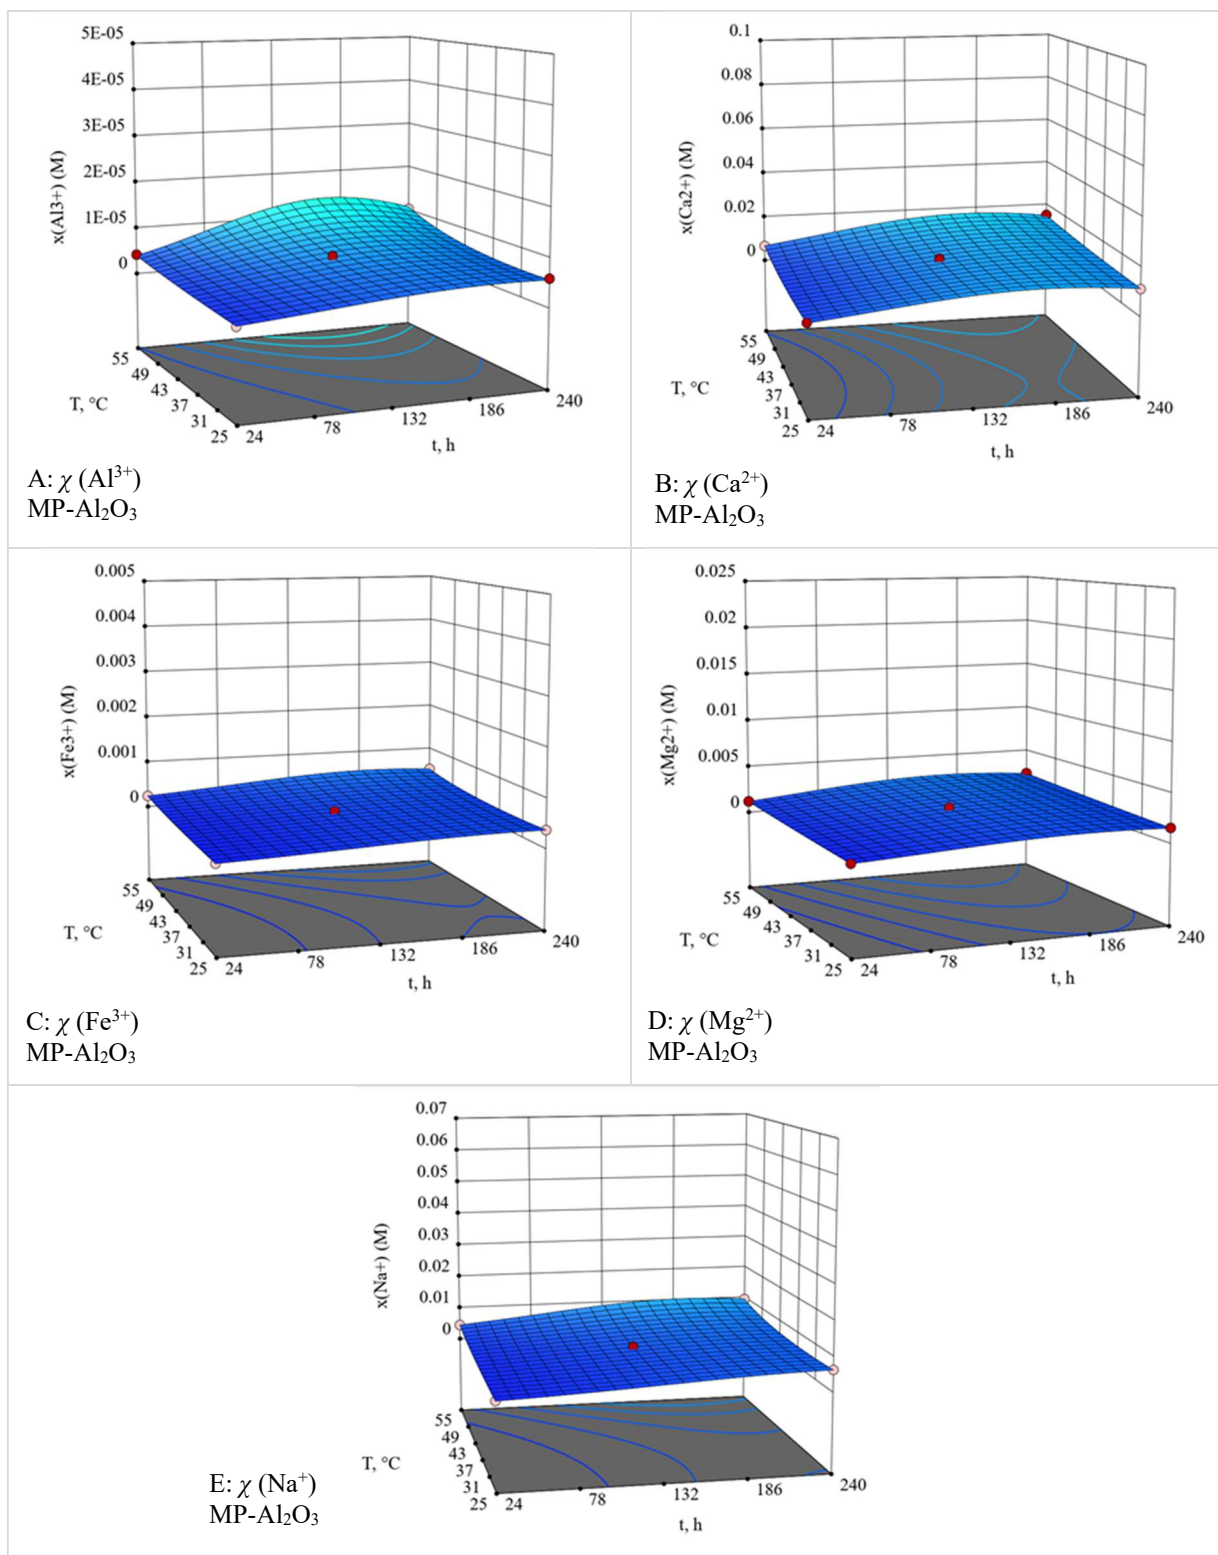 5E-05
4E-05
3E-05
2E-05
1E-05
0
x(Al3+) (M)
55
49
43
37
31
25
T, °C
24
78
132
186
240
t, h
A: χ (Al³⁺)
MP-Al₂O₃
0.1
0.08
0.06
0.04
0.02
0
x(Ca2+) (M)
55
49
43
37
31
25
T, °C
24
78
132
186
240
t, h
B: χ (Ca²⁺)
MP-Al₂O₃
0.005
0.004
0.003
0.002
0.001
0
x(Fe3+) (M)
55
49
43
37
31
25
T, °C
24
78
132
186
240
t, h
C: χ (Fe³⁺)
MP-Al₂O₃
0.025
0.02
0.015
0.01
0.005
0
x(Mg2+) (M)
55
49
43
37
31
25
T, °C
24
78
132
186
240
t, h
D: χ (Mg²⁺)
MP-Al₂O₃
0.07
0.06
0.05
0.04
0.03
0.02
0.01
0
x(Na+) (M)
55
49
43
37
31
25
T, °C
24
78
132
186
240
t, h
E: χ (Na⁺)
MP-Al₂O₃